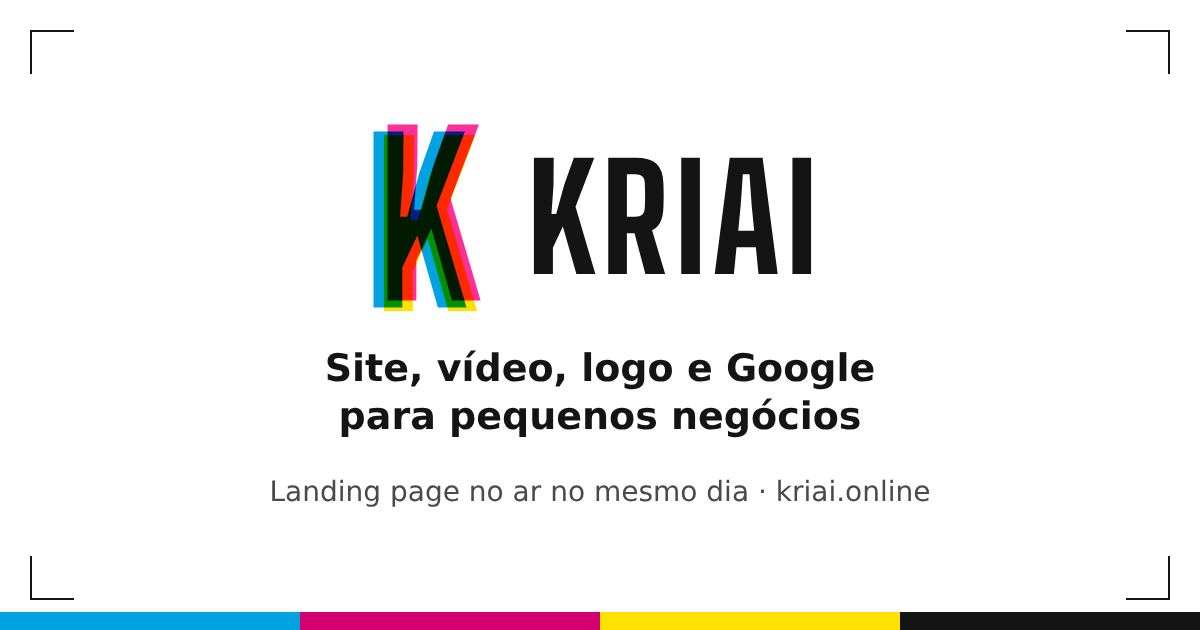 K KRIAI
Site, vídeo, logo e Google
para pequenos negócios
Landing page no ar no mesmo dia · kriai.online